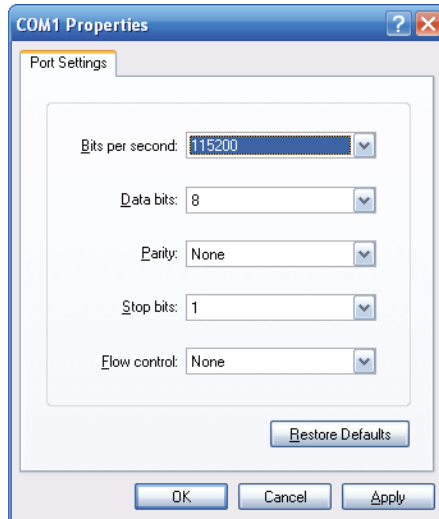 COM1 Properties
Port Settings
Bits per second: 115200
Data bits: 8
Parity: None
Stop bits: 1
Flow control: None
Restore Defaults
OK Cancel Apply